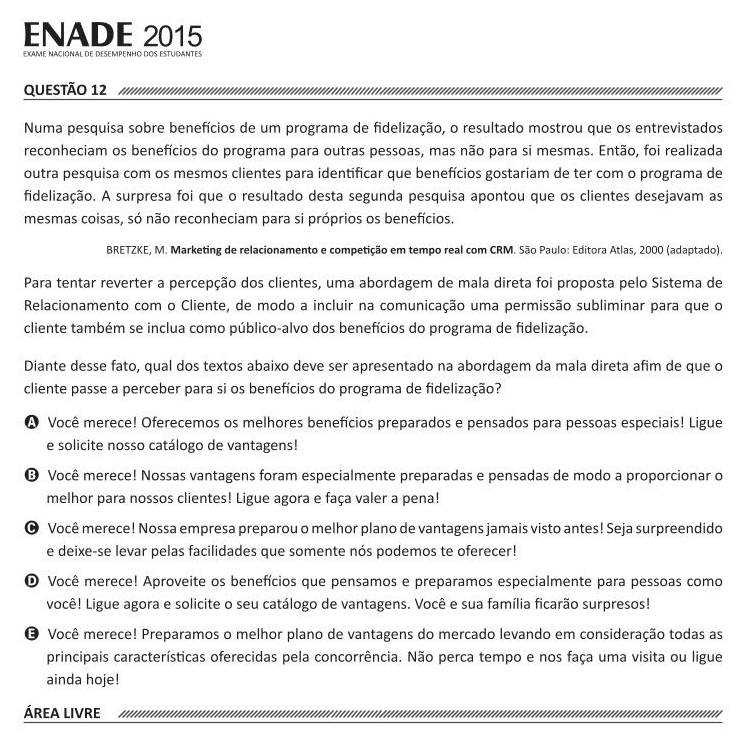 ENADE 2015
EXAME NACIONAL DE DESEMPENHO DOS ESTUDANTES
QUESTÃO 12
Numa pesquisa sobre benefícios de um programa de fidelização, o resultado mostrou que os entrevistados
reconheciam os benefícios do programa para outras pessoas, mas não para si mesmas. Então, foi realizada
outra pesquisa com os mesmos clientes para identificar que benefícios gostariam de ter com o programa de
fidelização. A surpresa foi que o resultado desta segunda pesquisa apontou que os clientes desejavam as
mesmas coisas, só não reconheciam para si próprios os benefícios.
BRETZKE, M. Marketing de relacionamento e competição em tempo real com CRM. São Paulo: Editora Atlas, 2000 (adaptado).
Para tentar reverter a percepção dos clientes, uma abordagem de mala direta foi proposta pelo Sistema de
Relacionamento com o Cliente, de modo a incluir na comunicação uma permissão subliminar para que o
cliente também se inclua como público-alvo dos benefícios do programa de fidelização.
Diante desse fato, qual dos textos abaixo deve ser apresentado na abordagem da mala direta afim de que o
cliente passe a perceber para si os benefícios do programa de fidelização?
A Você merece! Oferecemos os melhores benefícios preparados e pensados para pessoas especiais! Ligue
e solicite nosso catálogo de vantagens!
B Você merece! Nossas vantagens foram especialmente preparadas e pensadas de modo a proporcionar o
melhor para nossos clientes! Ligue agora e faça valer a pena!
C Você merece! Nossa empresa preparou o melhor plano de vantagens jamais visto antes! Seja surpreendido
e deixe-se levar pelas facilidades que somente nós podemos te oferecer!
D Você merece! Aproveite os benefícios que pensamos e preparamos especialmente para pessoas como
você! Ligue agora e solicite o seu catálogo de vantagens. Você e sua família ficarão surpresos!
E Você merece! Preparamos o melhor plano de vantagens do mercado levando em consideração todas as
principais características oferecidas pela concorrência. Não perca tempo e nos faça uma visita ou ligue
ainda hoje!
ÁREA LIVRE